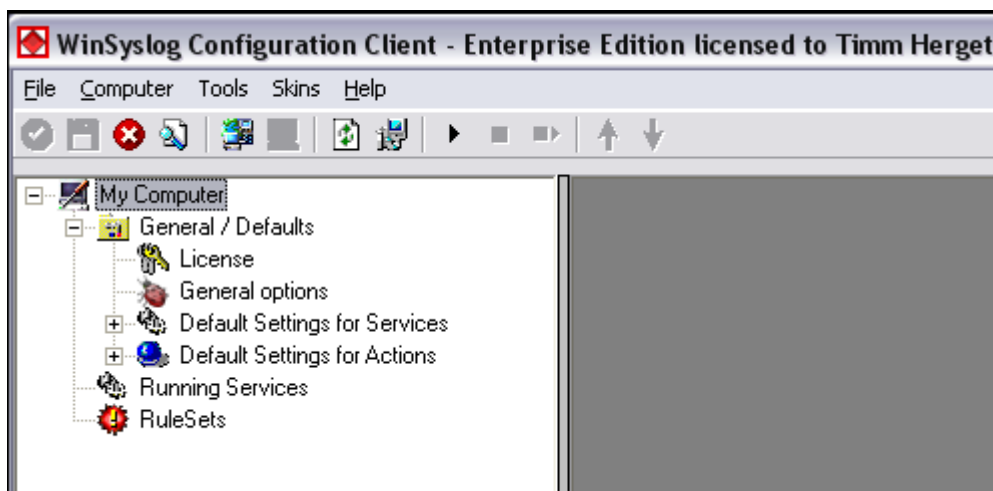 WinSyslog Configuration Client - Enterprise Edition licensed to Timm Herget
File Computer Tools Skins Help
My Computer
General / Defaults
License
General options
Default Settings for Services
Default Settings for Actions
Running Services
RuleSets